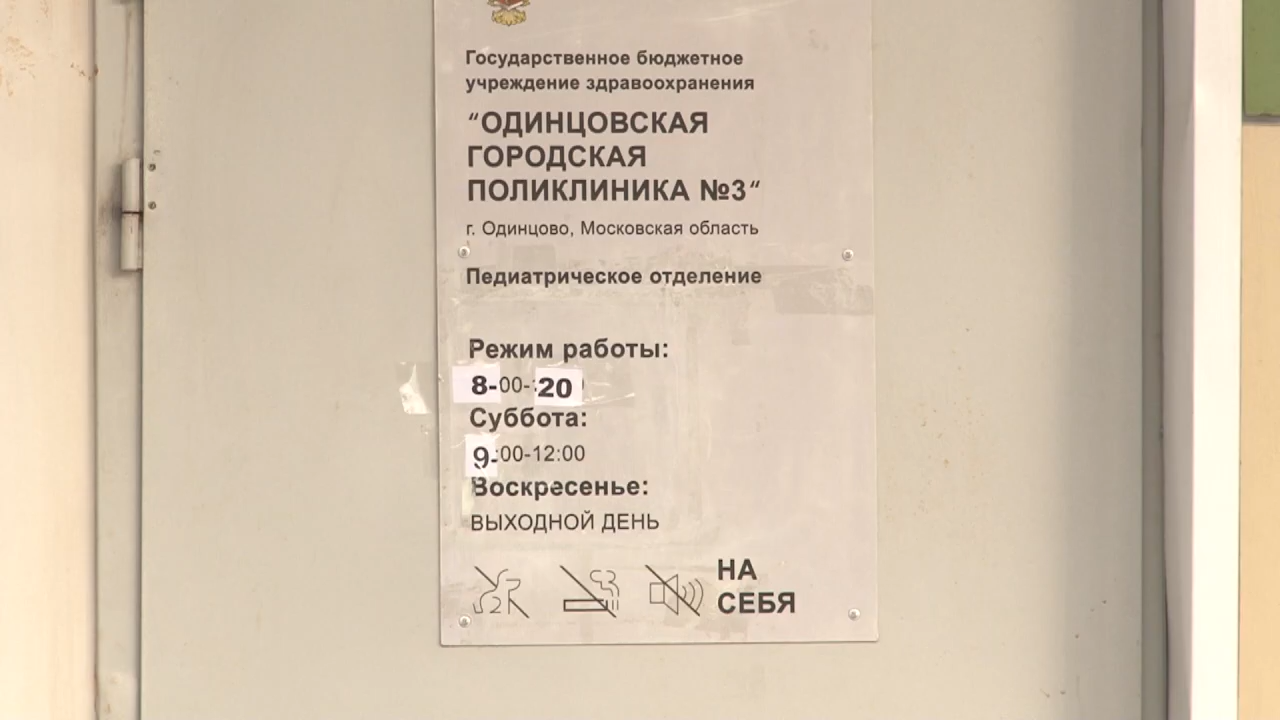 Государственное бюджетное
учреждение здравоохранения
“ОДИНЦОВСКАЯ
ГОРОДСКАЯ
ПОЛИКЛИНИКА №3“
г. Одинцово, Московская область
Педиатрическое отделение
Режим работы:
8-00-20
Суббота:
9-00-12:00
Воскресенье:
ВЫХОДНОЙ ДЕНЬ
НА
СЕБЯ